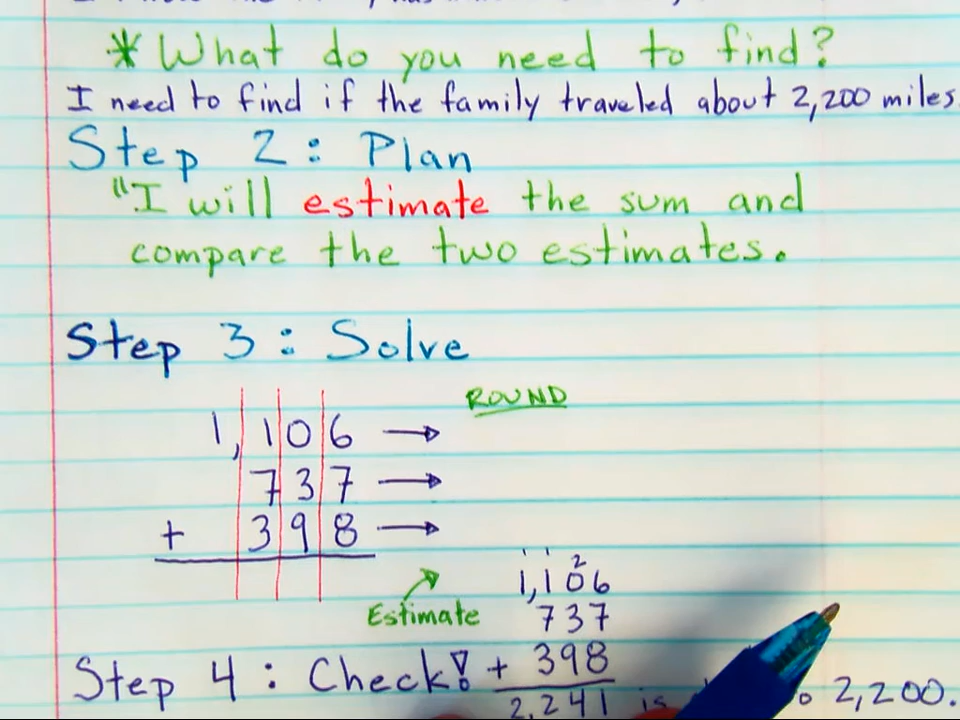 * What do you need to find?
I need to find if the family traveled about 2,200 miles.
Step 2: Plan
"I will estimate the sum and
compare the two estimates.
Step 3: Solve
ROUND
1,106 →
737 →
+ 398 →
Estimate
1 1 2
1,106
737
+ 398
Step 4: Check! 2,241 is 2,200.